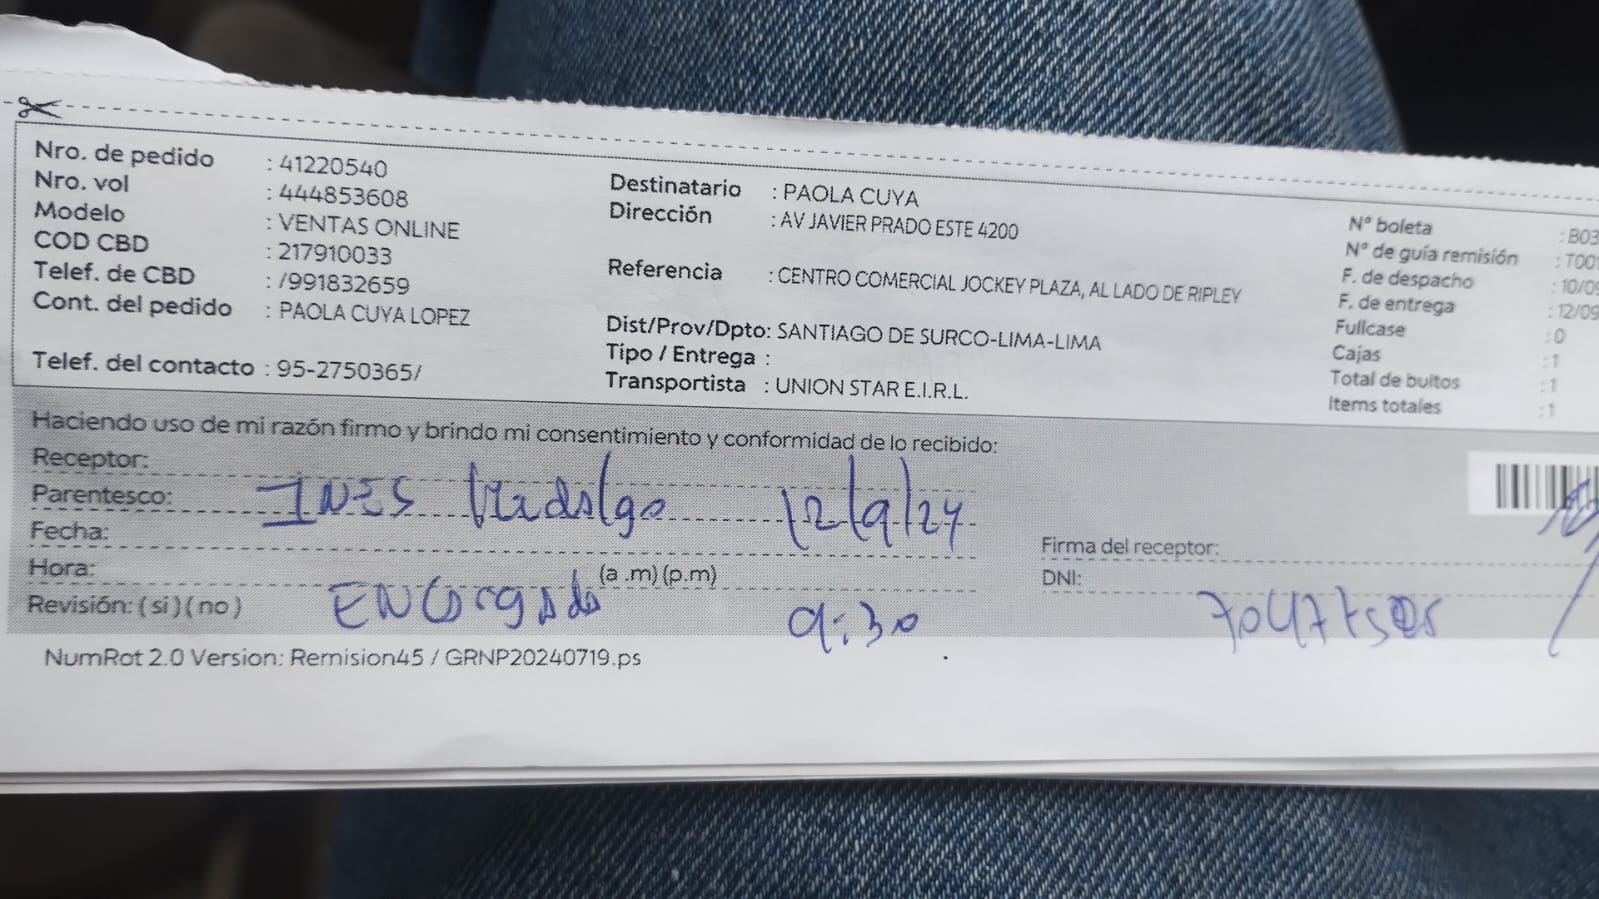 Nro. de pedido : 41220540
Nro. vol : 444853608
Modelo : VENTAS ONLINE
COD CBD : 217910033
Telef. de CBD : /991832659
Cont. del pedido : PAOLA CUYA LOPEZ
Telef. del contacto : 95-2750365/
Destinatario : PAOLA CUYA
Dirección : AV JAVIER PRADO ESTE 4200
Referencia : CENTRO COMERCIAL JOCKEY PLAZA, AL LADO DE RIPLEY
Dist/Prov/Dpto: SANTIAGO DE SURCO-LIMA-LIMA
Tipo / Entrega :
Transportista : UNION STAR E.I.R.L.
N° boleta : B03
N° de guía remisión : T001
F. de despacho : 10/09
F. de entrega : 12/09
Fullcase : 0
Cajas : 1
Total de bultos : 1
Items totales : 1
Haciendo uso de mi razón firmo y brindo mi consentimiento y conformidad de lo recibido:
Receptor:
Parentesco: INES Hidalgo 12/9/24
Fecha:
Hora: (a .m) (p.m)
Revisión: ( si ) ( no ) ENCargado 9:30
Firma del receptor:
DNI:
NumRot 2.0 Version: Remision45 / GRNP20240719.ps